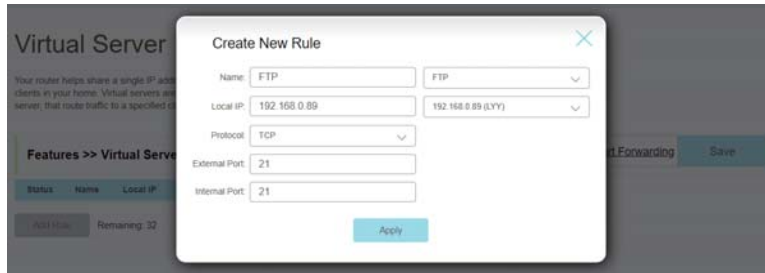 Virtual Server
Your router helps share a single IP add
clients in your home. Virtual servers are
server, that route traffic to a specified cl
Features >> Virtual Serve
rt Forwarding
Save
Status Name Local IP
Add Rule
Remaining: 32
Create New Rule
Name: FTP FTP
Local IP: 192.168.0.89 192.168.0.89 (LYY)
Protocol: TCP
External Port: 21
Internal Port: 21
Apply